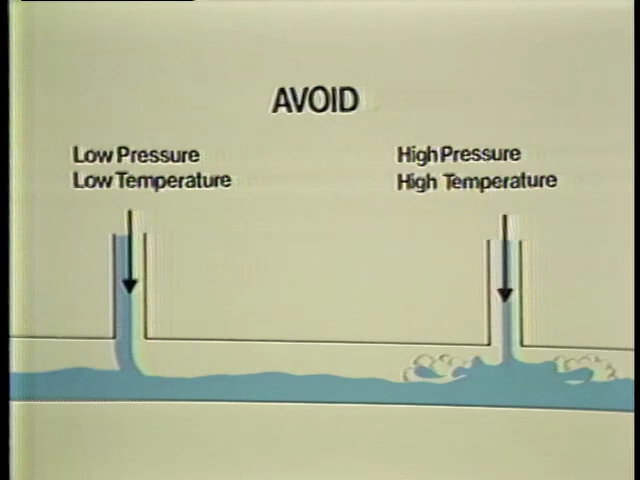 AVOID
Low Pressure
Low Temperature
High Pressure
High Temperature